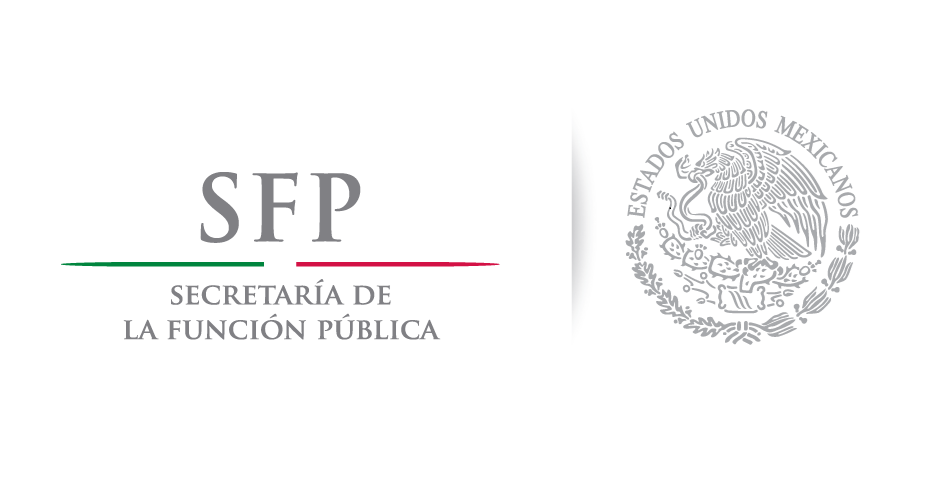 SFP
SECRETARÍA DE
LA FUNCIÓN PÚBLICA
ESTADOS UNIDOS MEXICANOS